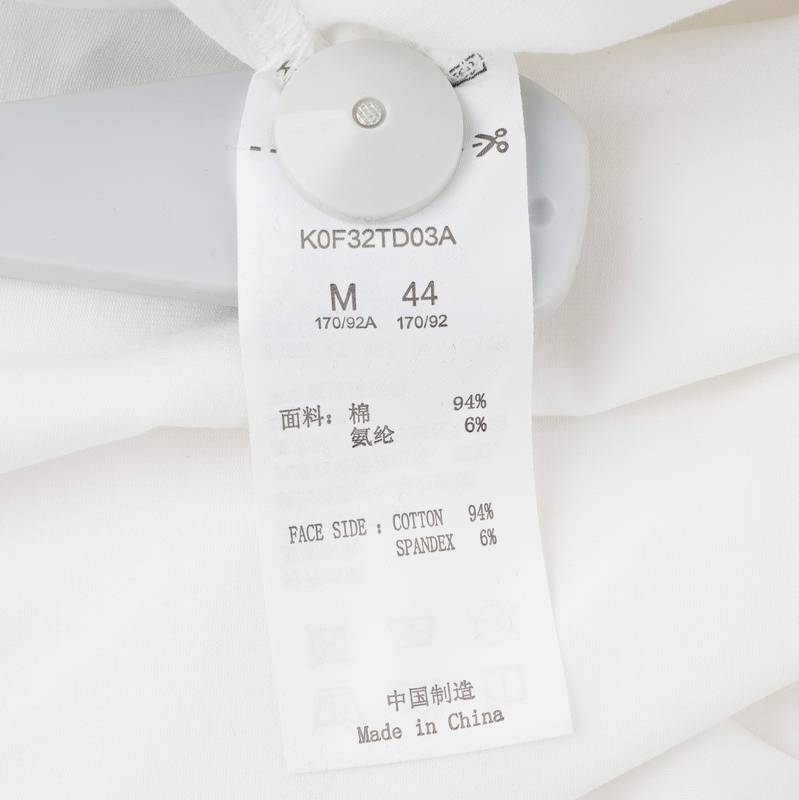 K0F32TD03A
M 44
170/92A 170/92
面料: 棉 94%
氨纶 6%
FACE SIDE : COTTON 94%
SPANDEX 6%
中国制造
Made in China